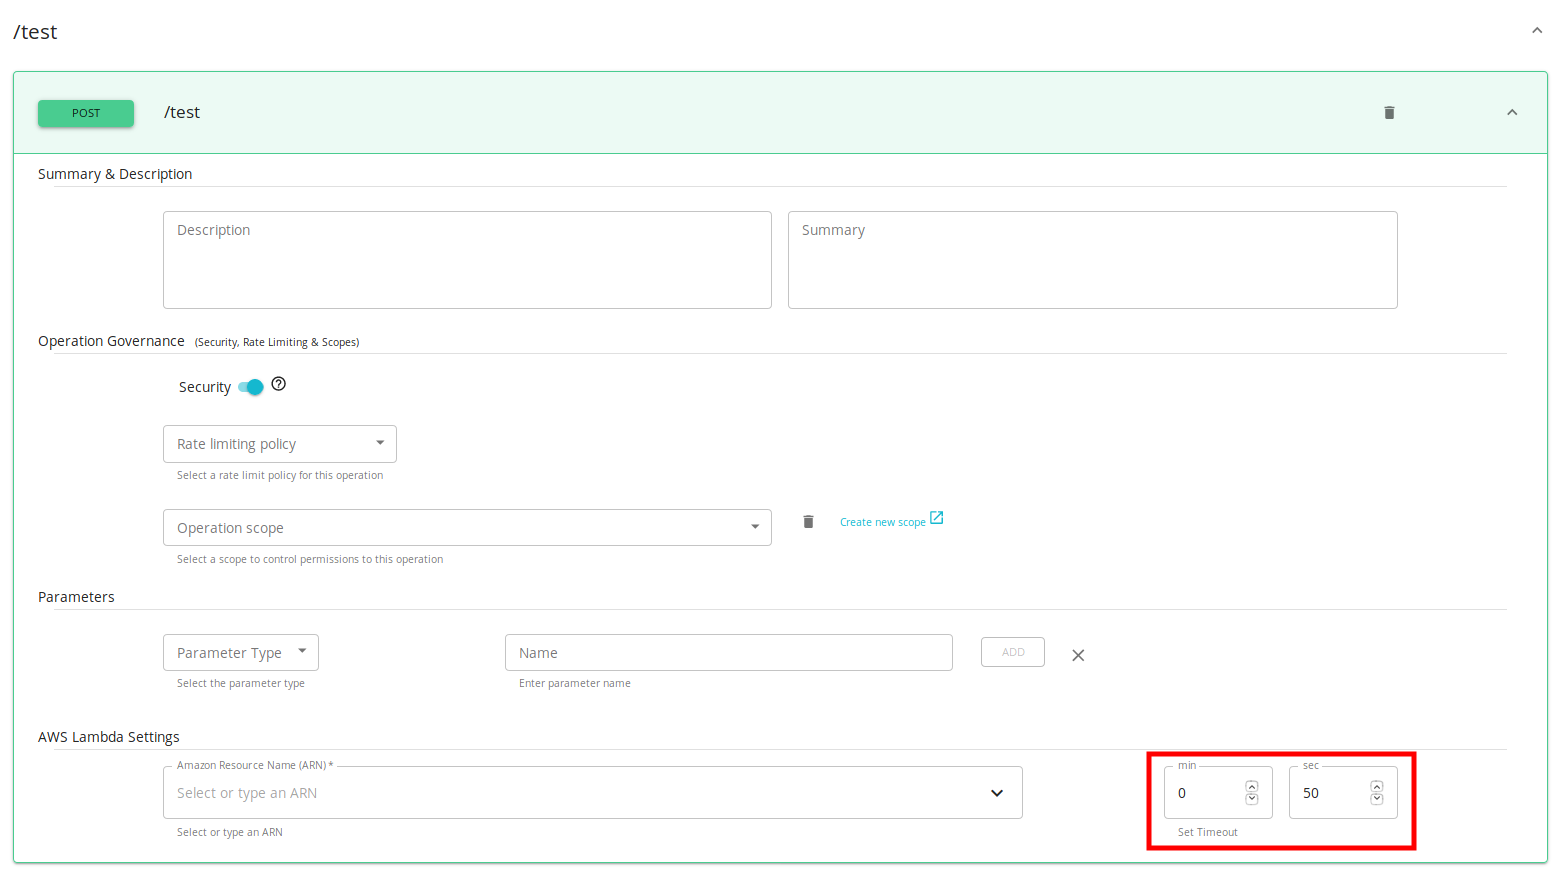 /test
POST /test
Summary & Description
Description Summary
Operation Governance (Security, Rate Limiting & Scopes)
Security
Rate limiting policy
Select a rate limit policy for this operation
Operation scope Create new scope
Select a scope to control permissions to this operation
Parameters
Parameter Type Name ADD
Select the parameter type Enter parameter name
AWS Lambda Settings
Amazon Resource Name (ARN) * min sec
Select or type an ARN 0 50
Select or type an ARN Set Timeout